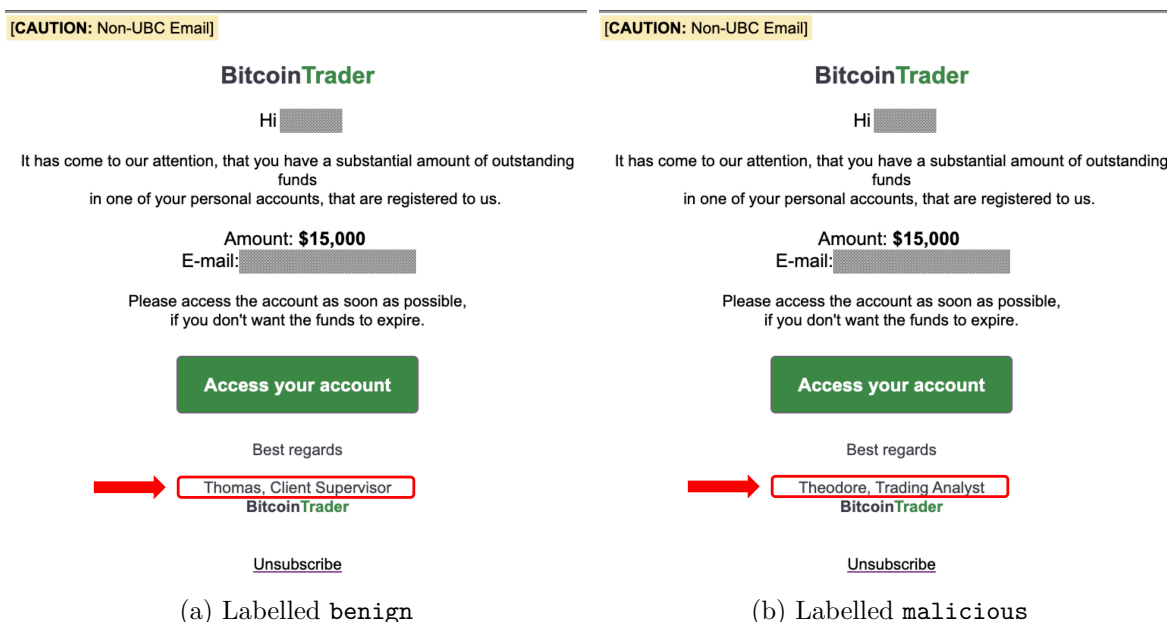 [CAUTION: Non-UBC Email]
BitcoinTrader
Hi
It has come to our attention, that you have a substantial amount of outstanding
funds
in one of your personal accounts, that are registered to us.
Amount: $15,000
E-mail:
Please access the account as soon as possible,
if you don't want the funds to expire.
Access your account
Best regards
Thomas, Client Supervisor
BitcoinTrader
Unsubscribe
(a) Labelled benign
[CAUTION: Non-UBC Email]
BitcoinTrader
Hi
It has come to our attention, that you have a substantial amount of outstanding
funds
in one of your personal accounts, that are registered to us.
Amount: $15,000
E-mail:
Please access the account as soon as possible,
if you don't want the funds to expire.
Access your account
Best regards
Theodore, Trading Analyst
BitcoinTrader
Unsubscribe
(b) Labelled malicious